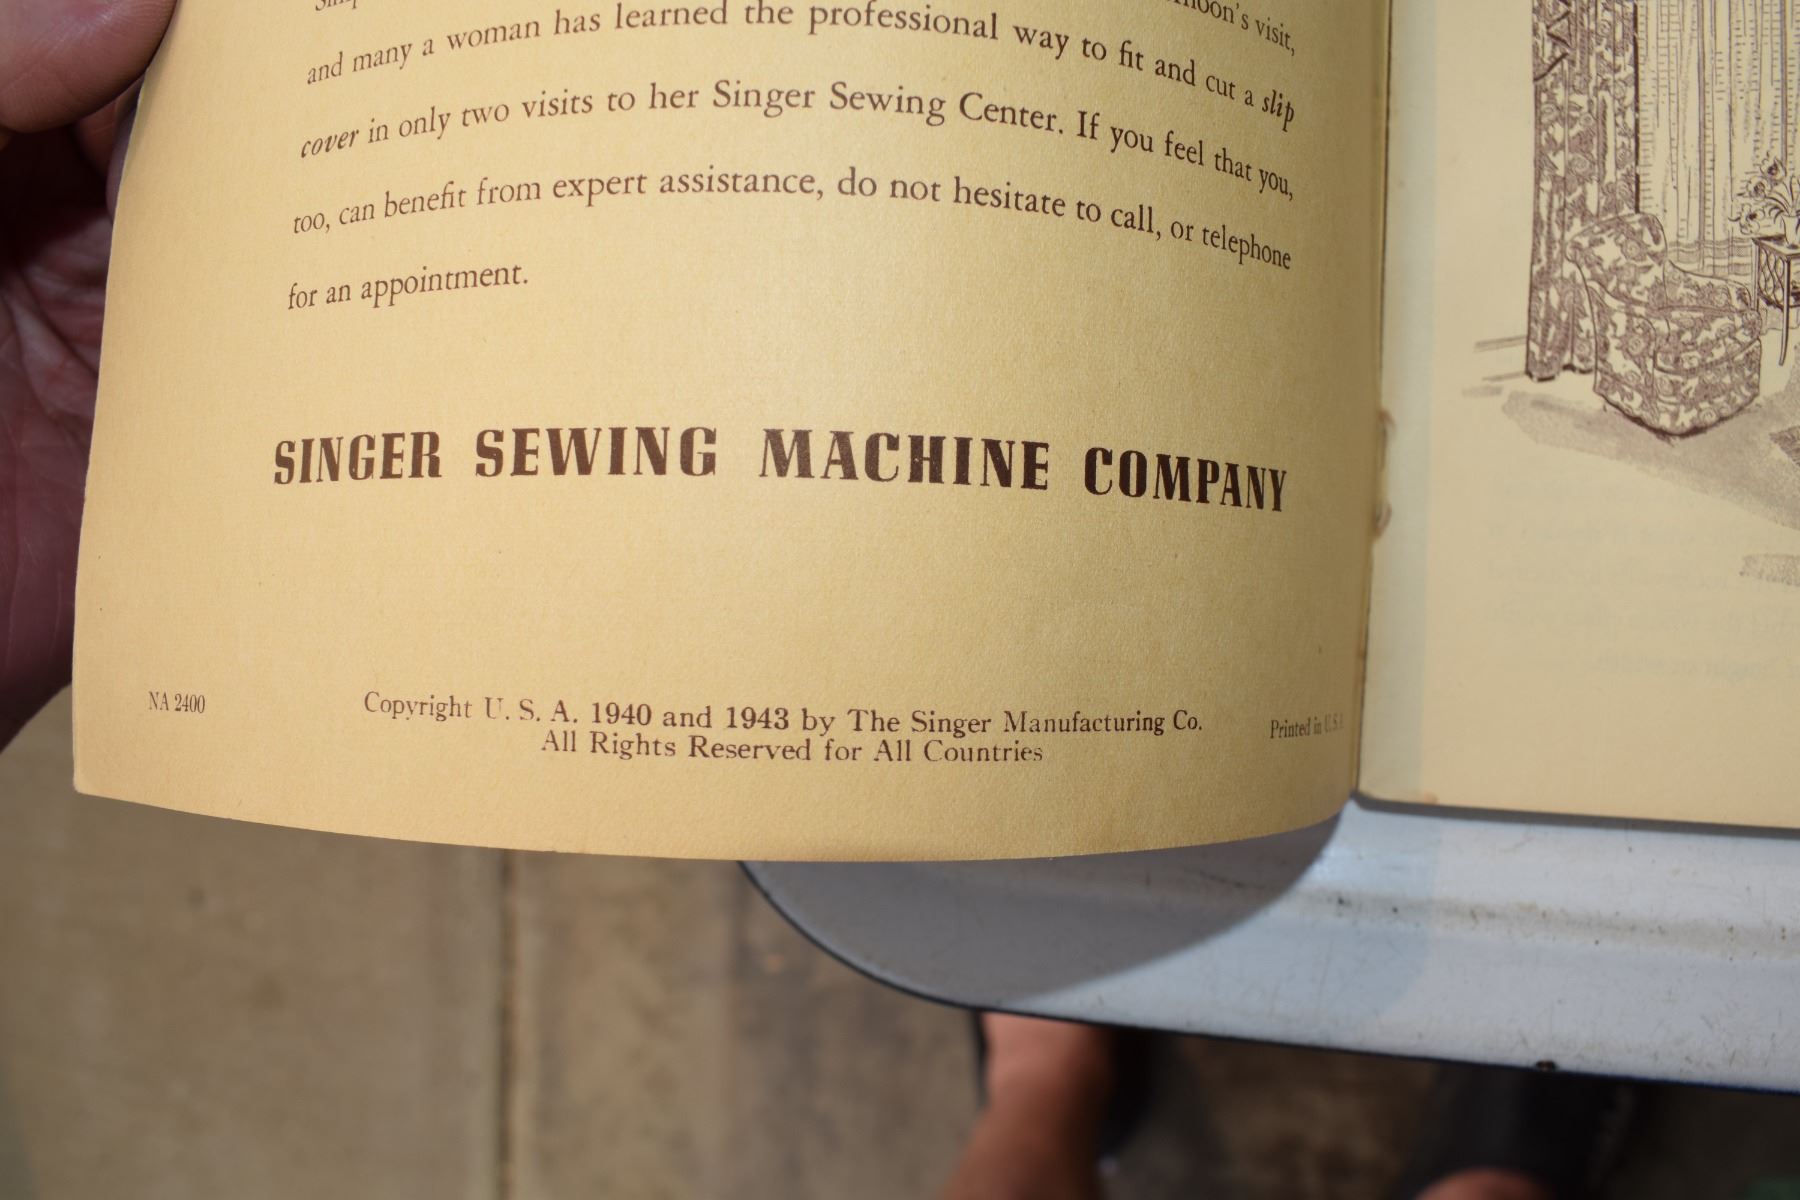 noon's visit,
and many a woman has learned the professional way to fit and cut a slip
cover in only two visits to her Singer Sewing Center. If you feel that you,
too, can benefit from expert assistance, do not hesitate to call, or telephone
for an appointment.
SINGER SEWING MACHINE COMPANY
NA 2400
Copyright U. S. A. 1940 and 1943 by The Singer Manufacturing Co.
All Rights Reserved for All Countries
Printed in U.S.A.